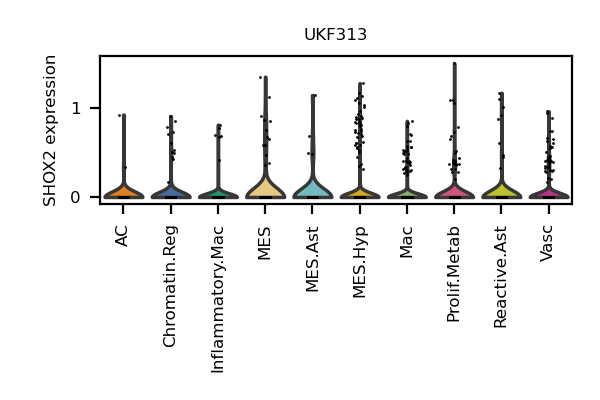 UKF313
SHOX2 expression
1
0
AC
Chromatin.Reg
Inflammatory.Mac
MES
MES.Ast
MES.Hyp
Mac
Prolif.Metab
Reactive.Ast
Vasc